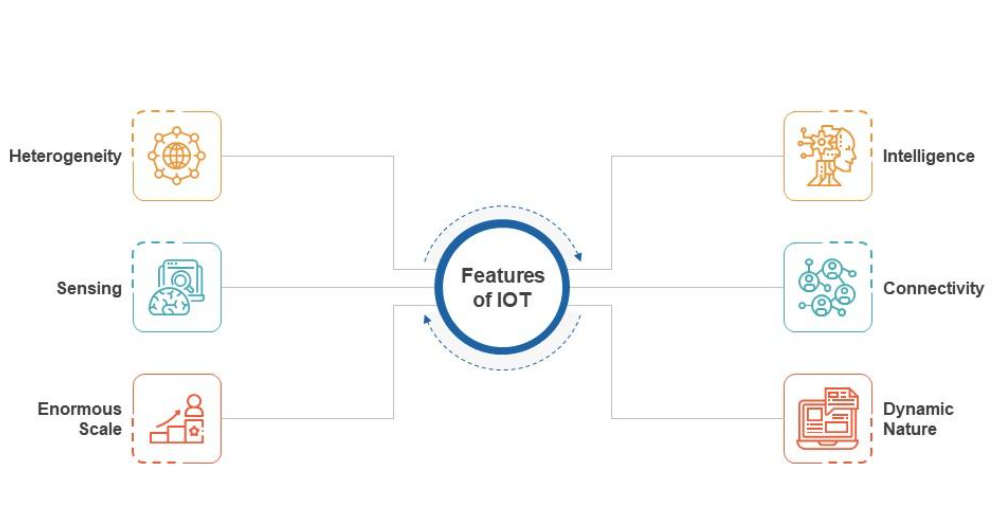 Heterogeneity
Sensing
Enormous
Scale
Features
of IOT
Intelligence
Connectivity
Dynamic
Nature